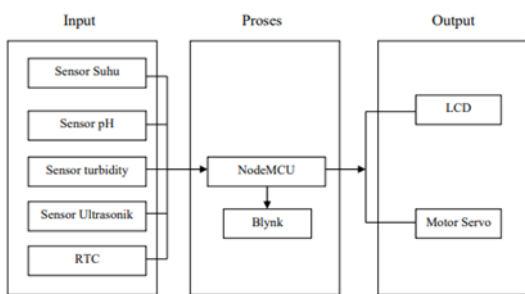 Input
Proses
Output
Sensor Suhu
Sensor pH
Sensor turbidity
Sensor Ultrasonik
RTC
NodeMCU
Blynk
LCD
Motor Servo